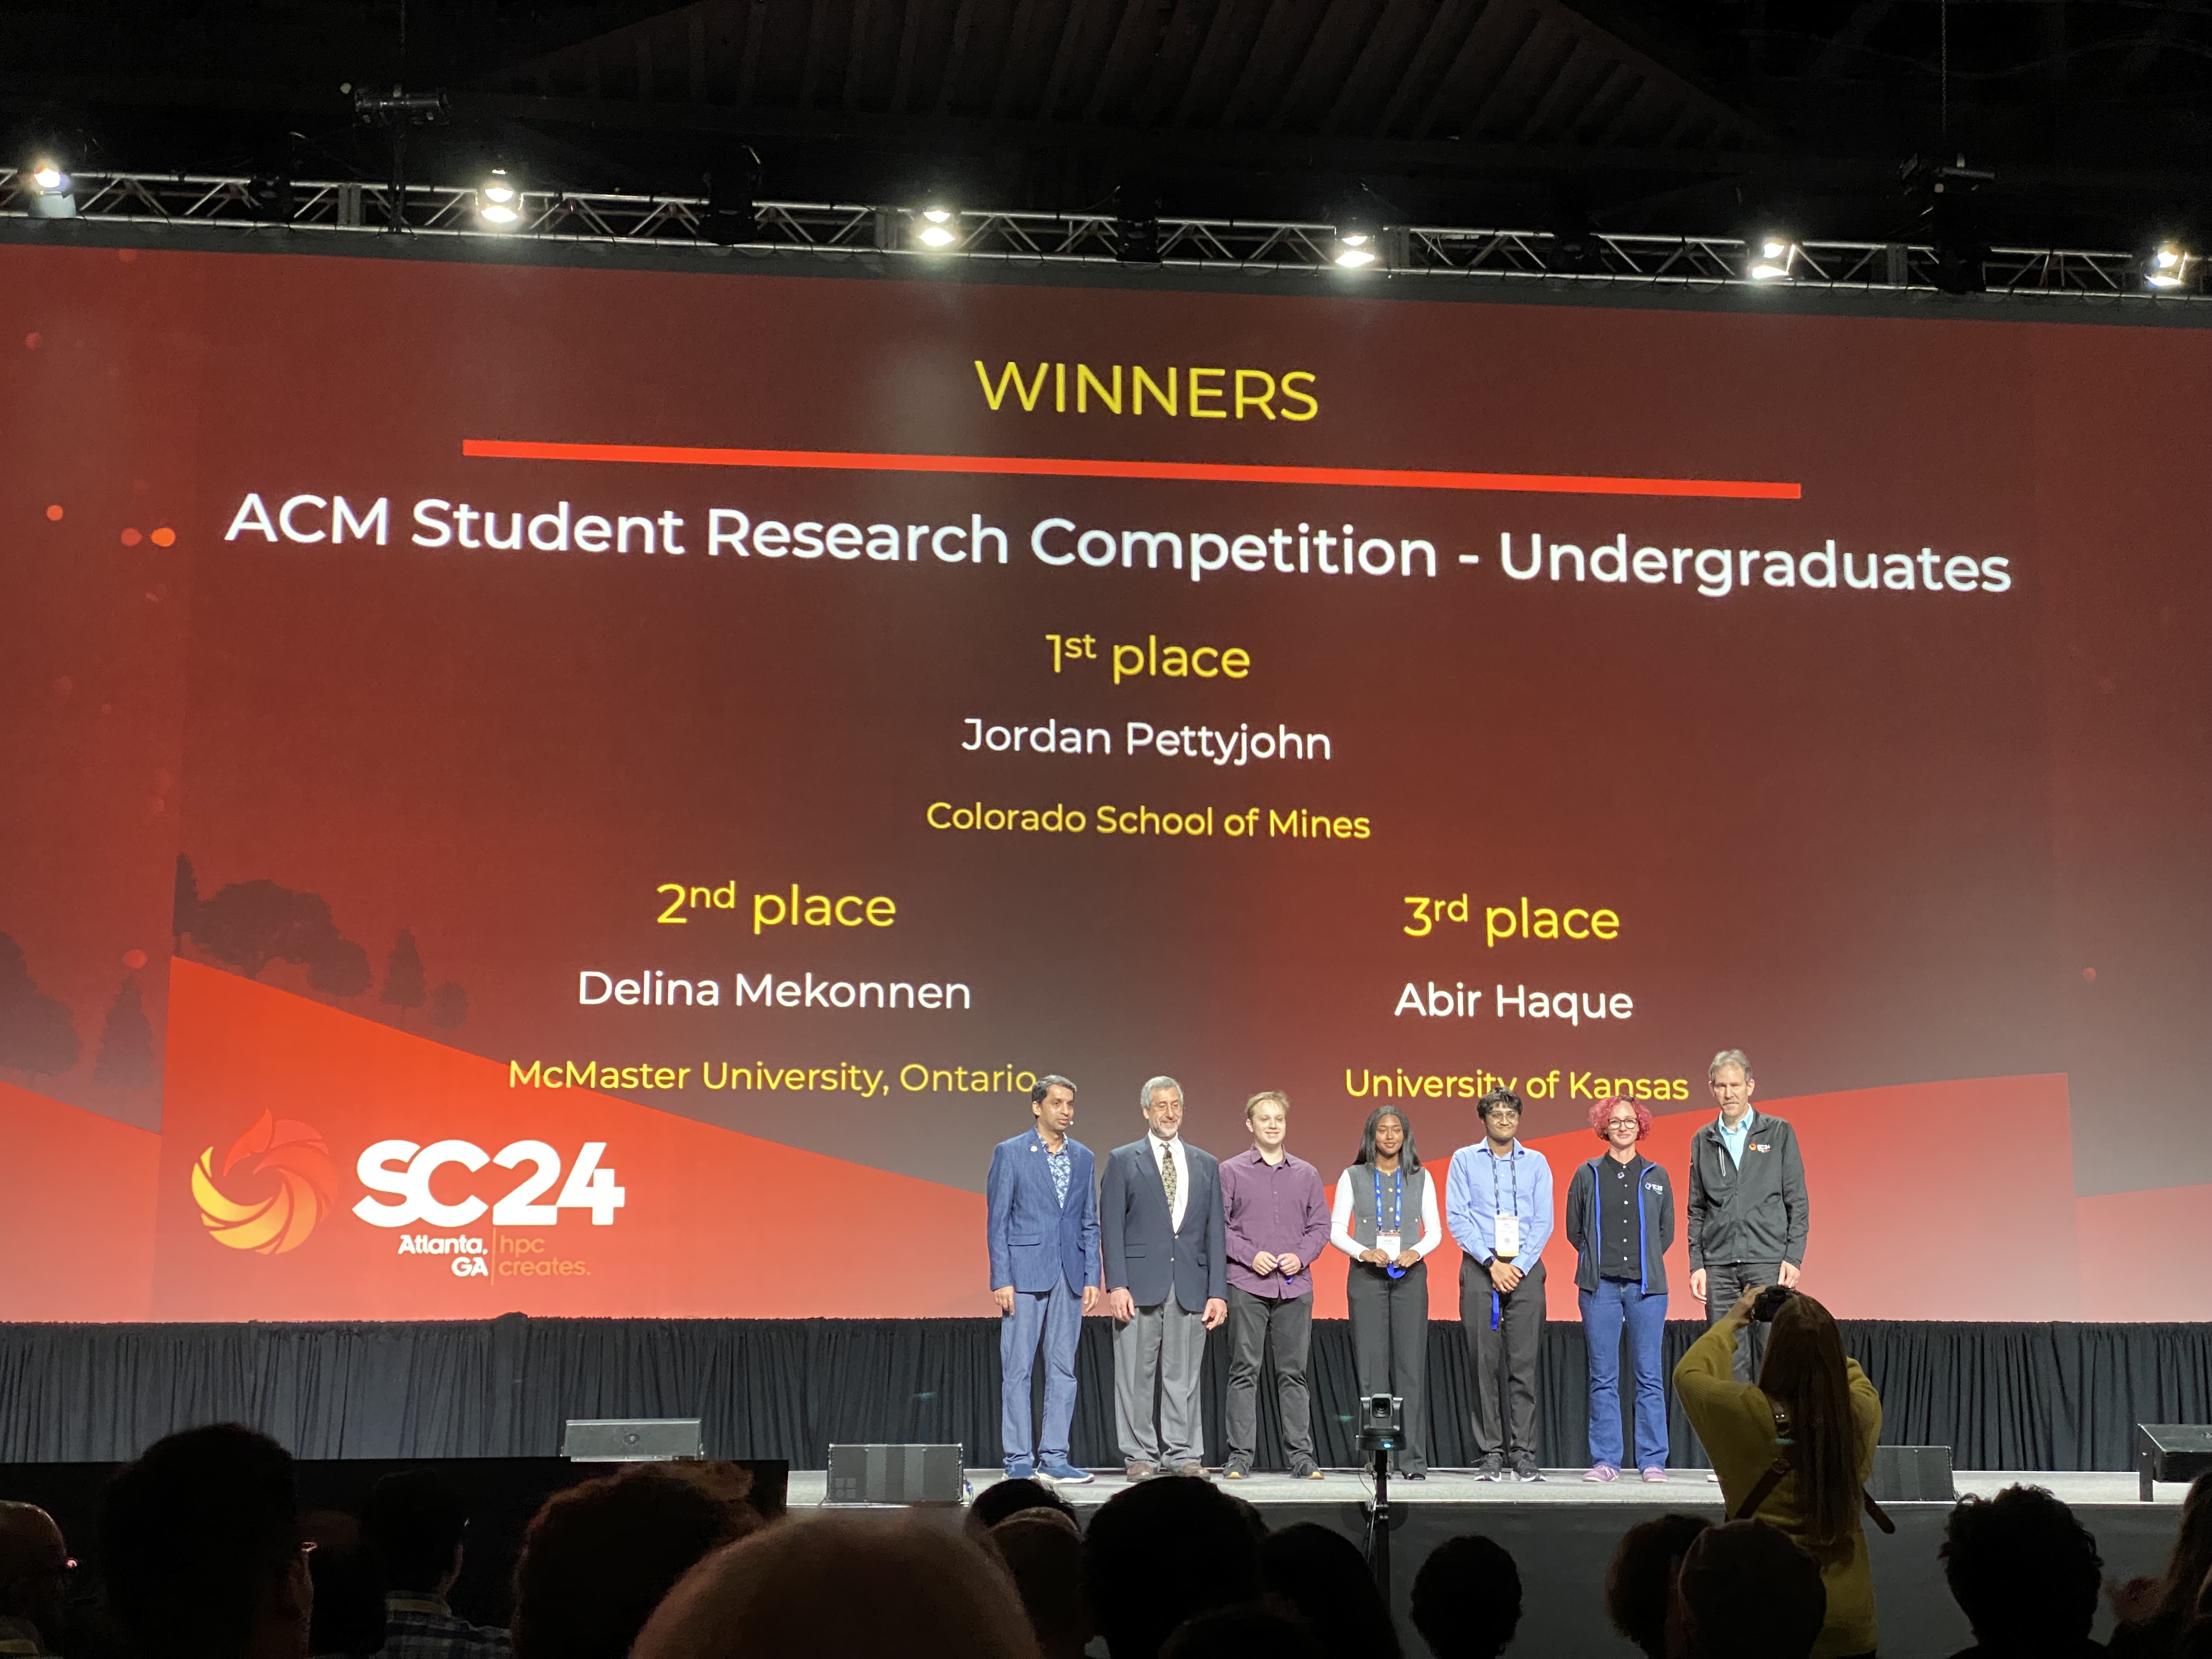 WINNERS
ACM Student Research Competition - Undergraduates
1st place
Jordan Pettyjohn
Colorado School of Mines
2nd place
Delina Mekonnen
McMaster University, Ontario
3rd place
Abir Haque
University of Kansas
SC24
Atlanta, GA
hpc creates.